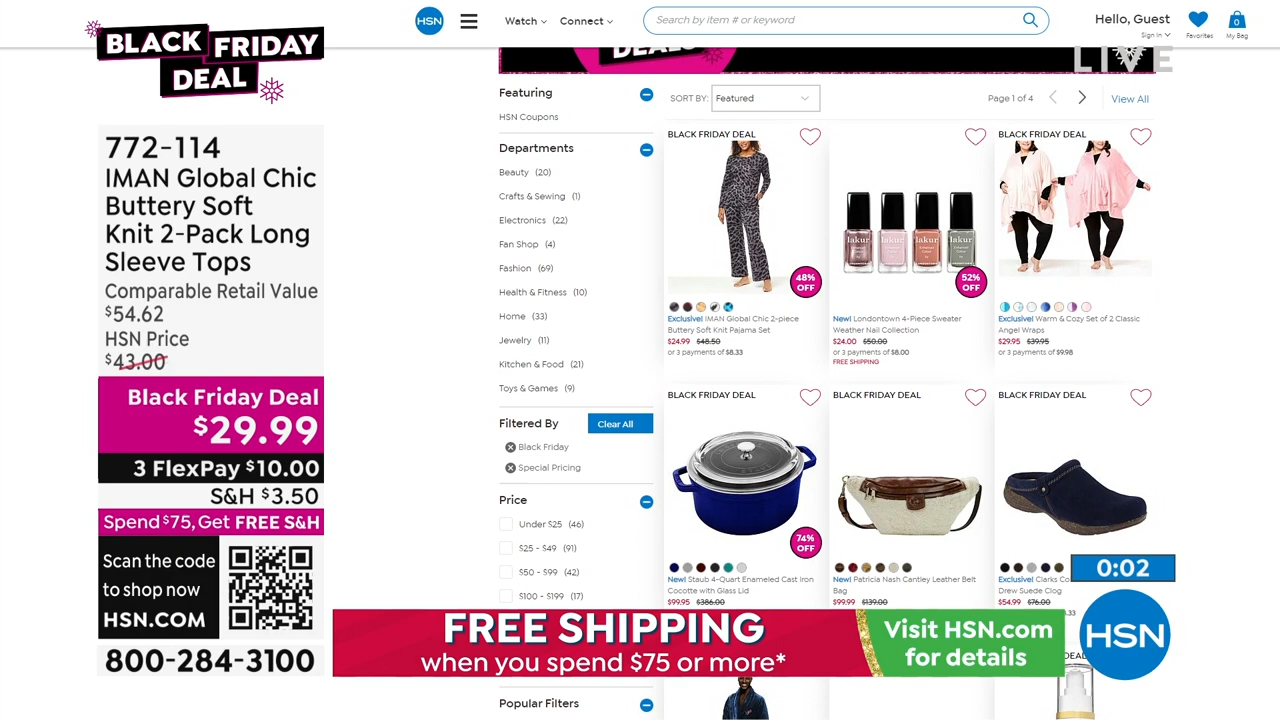 BLACK FRIDAY
DEAL
772-114
IMAN Global Chic
Buttery Soft
Knit 2-Pack Long
Sleeve Tops
Comparable Retail Value
$54.62
HSN Price
$43.00
Black Friday Deal
$29.99
3 FlexPay $10.00
S&H $3.50
Spend $75, Get FREE S&H
Scan the code
to shop now
HSN.COM
800-284-3100
HSN
Watch
Connect
Search by item # or keyword
Hello, Guest
Sign in
Favorites
0
My Bag
LIVE
DEALS
Featuring
HSN Coupons
Departments
Beauty (20)
Crafts & Sewing (1)
Electronics (22)
Fan Shop (4)
Fashion (69)
Health & Fitness (10)
Home (33)
Jewelry (11)
Kitchen & Food (21)
Toys & Games (9)
Filtered By
Clear All
Black Friday
Special Pricing
Price
Under $25 (46)
$25 - $49 (91)
$50 - $99 (42)
$100 - $199 (17)
Popular Filters
SORT BY: Featured
Page 1 of 4
View All
BLACK FRIDAY DEAL
48%
OFF
Exclusive! IMAN Global Chic 2-piece
Buttery Soft Knit Pajama Set
$24.99 $48.50
or 3 payments of $8.33
lakur
lakur
lakur
lakur
52%
OFF
New! Londontown 4-Piece Sweater
Weather Nail Collection
$24.00 $50.00
or 3 payments of $8.00
FREE SHIPPING
BLACK FRIDAY DEAL
Exclusive! Warm & Cozy Set of 2 Classic
Angel Wraps
$29.95 $39.95
or 3 payments of $9.98
BLACK FRIDAY DEAL
74%
OFF
New! Staub 4-Quart Enameled Cast Iron
Cocotte with Glass Lid
$99.95 $386.00
BLACK FRIDAY DEAL
New! Patricia Nash Cantley Leather Belt
Bag
$99.99 $139.00
BLACK FRIDAY DEAL
Exclusive! Clarks
Drew Suede Clog
$54.99 $76.00
.33
DEAL
0:02
FREE SHIPPING
when you spend $75 or more*
Visit HSN.com
for details
HSN